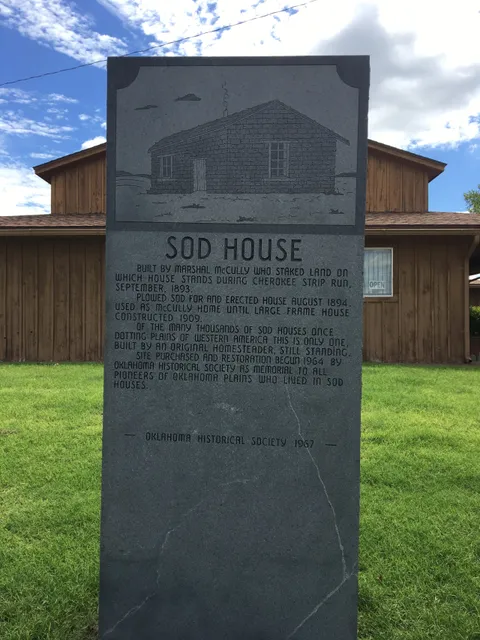 SOD HOUSE
BUILT BY MARSHAL McCULLY WHO STAKED LAND ON
WHICH HOUSE STANDS DURING CHEROKEE STRIP RUN,
SEPTEMBER, 1893.
PLOWED SOD FOR AND ERECTED HOUSE AUGUST 1894.
USED AS McCULLY HOME UNTIL LARGE FRAME HOUSE
CONSTRUCTED 1909.
OF THE MANY THOUSANDS OF SOD HOUSES ONCE
DOTTING PLAINS OF WESTERN AMERICA THIS IS ONLY ONE,
BUILT BY AN ORIGINAL HOMESTEADER, STILL STANDING.
SITE PURCHASED AND RESTORATION BEGUN 1964 BY
OKLAHOMA HISTORICAL SOCIETY AS MEMORIAL TO ALL
PIONEERS OF OKLAHOMA PLAINS WHO LIVED IN SOD
HOUSES.
— OKLAHOMA HISTORICAL SOCIETY 1967 —
OPEN